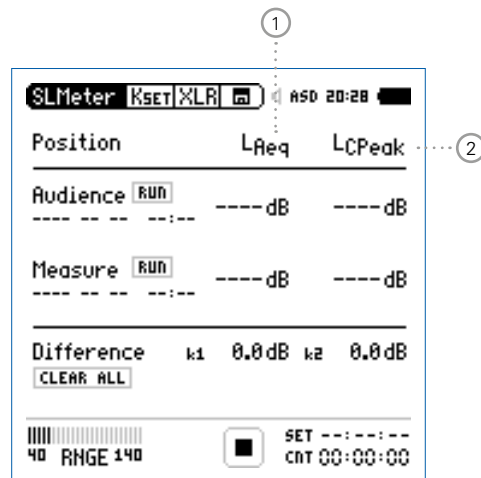 1
SLMeter KSET XLR ASD 20:28
Position LAeq LCPeak 2
Audience RUN ----dB ----dB
---- -- -- --:--
Measure RUN ----dB ----dB
---- -- -- --:--
Difference k1 0.0dB k2 0.0dB
CLEAR ALL
SET --:--:--
40 RNGE 140 CNT 00:00:00